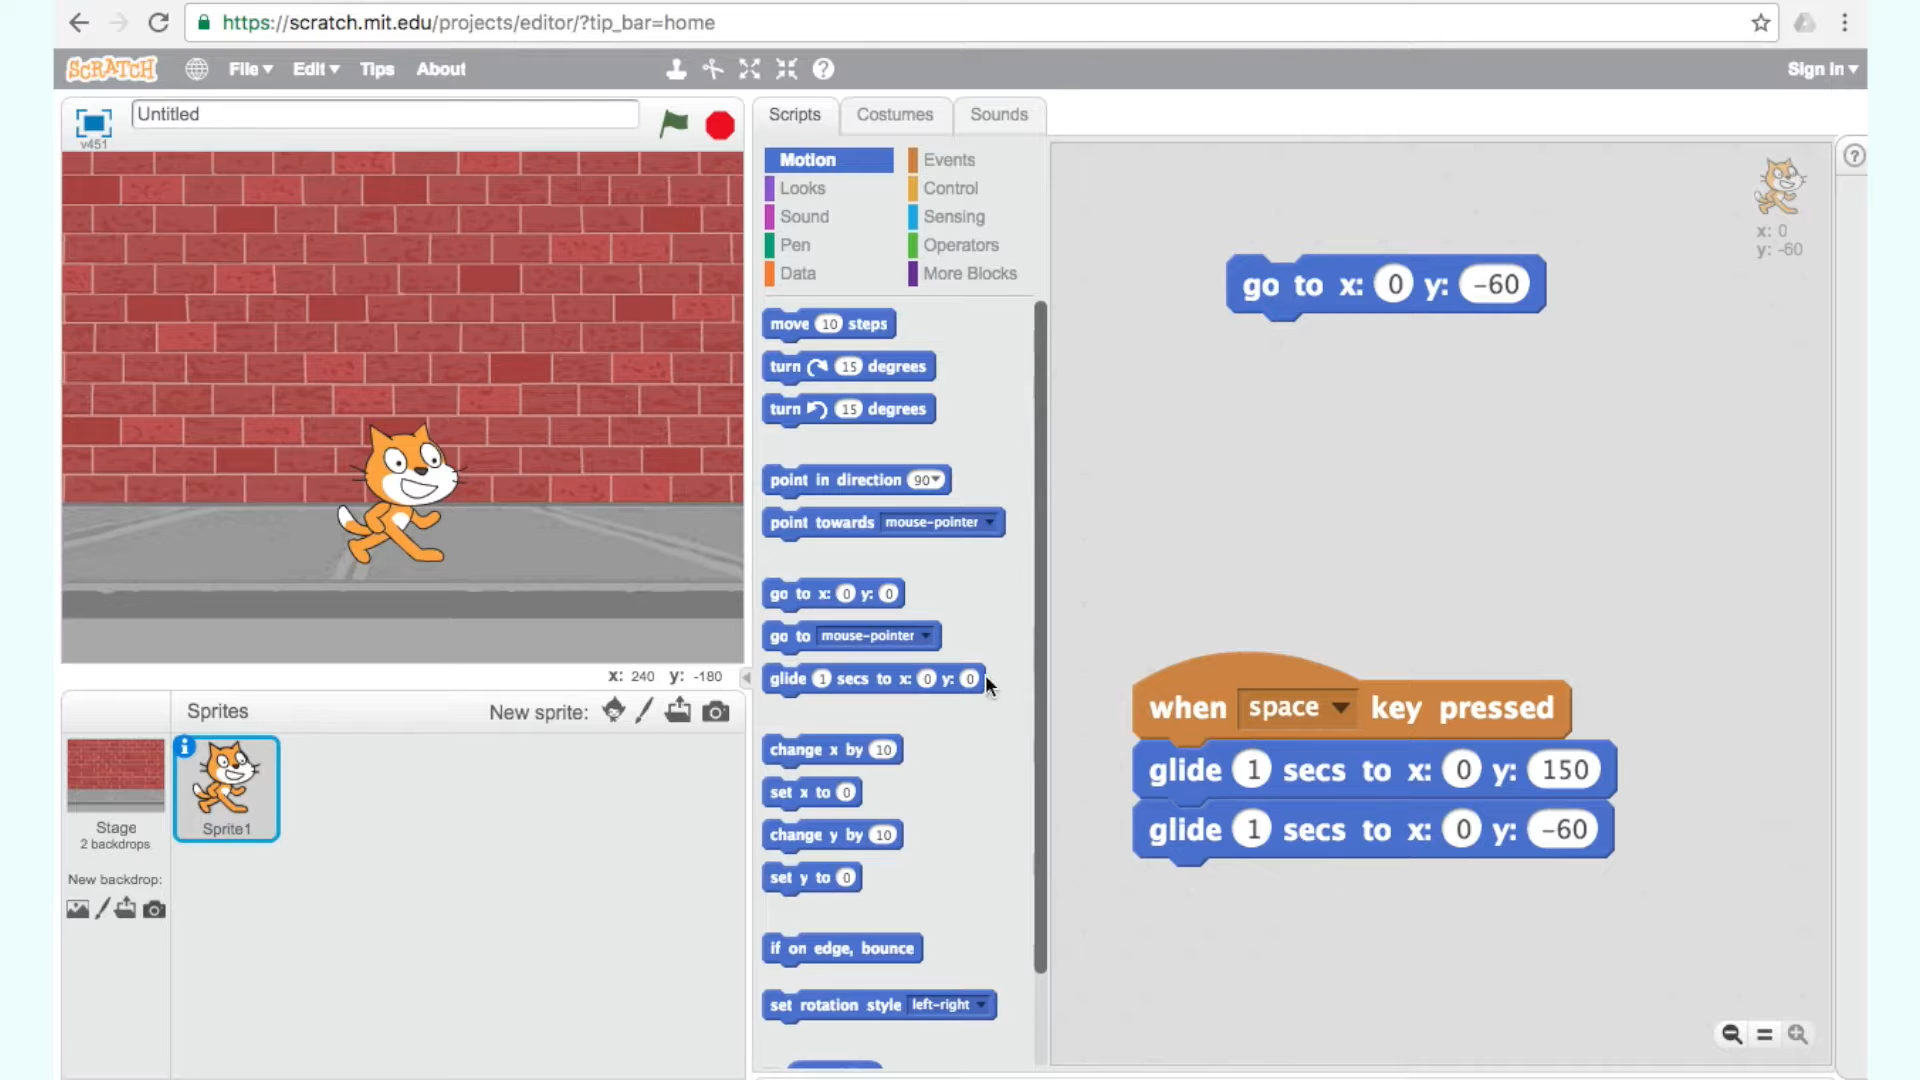 https://scratch.mit.edu/projects/editor/?tip_bar=home
SCRATCH File Edit Tips About Sign in
Untitled
v451
Scripts Costumes Sounds
Motion Events
Looks Control
Sound Sensing
Pen Operators
Data More Blocks
move 10 steps
turn 15 degrees
turn 15 degrees
point in direction 90
point towards mouse-pointer
go to x: 0 y: 0
go to mouse-pointer
glide 1 secs to x: 0 y: 0
change x by 10
set x to 0
change y by 10
set y to 0
if on edge, bounce
set rotation style left-right
x: 0
y: -60
go to x: 0 y: -60
when space key pressed
glide 1 secs to x: 0 y: 150
glide 1 secs to x: 0 y: -60
x: 240 y: -180
Sprites New sprite:
Stage
2 backdrops
New backdrop:
Sprite1